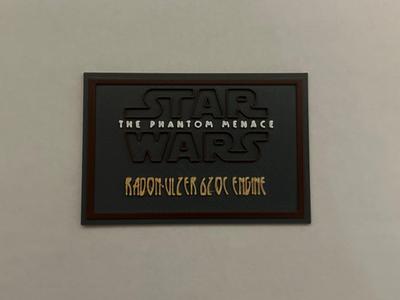 STAR
THE PHANTOM MENACE
WARS
RADON-ULZER 620C ENGINE